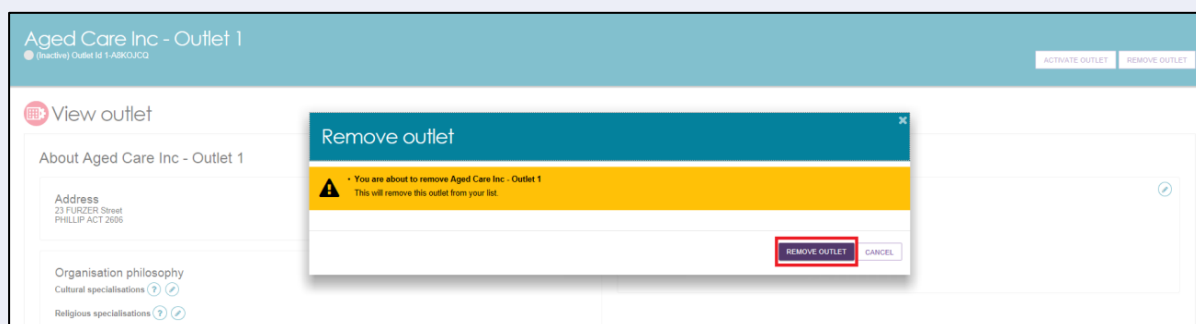 Aged Care Inc - Outlet 1
(Inactive) Outlet Id 1-A8KOJCQ
ACTIVATE OUTLET REMOVE OUTLET
View outlet
Remove outlet
About Aged Care Inc - Outlet 1
• You are about to remove Aged Care Inc - Outlet 1
This will remove this outlet from your list.
Address
23 FURZER Street
PHILLIP ACT 2606
REMOVE OUTLET CANCEL
Organisation philosophy
Cultural specialisations ?
Religious specialisations ?